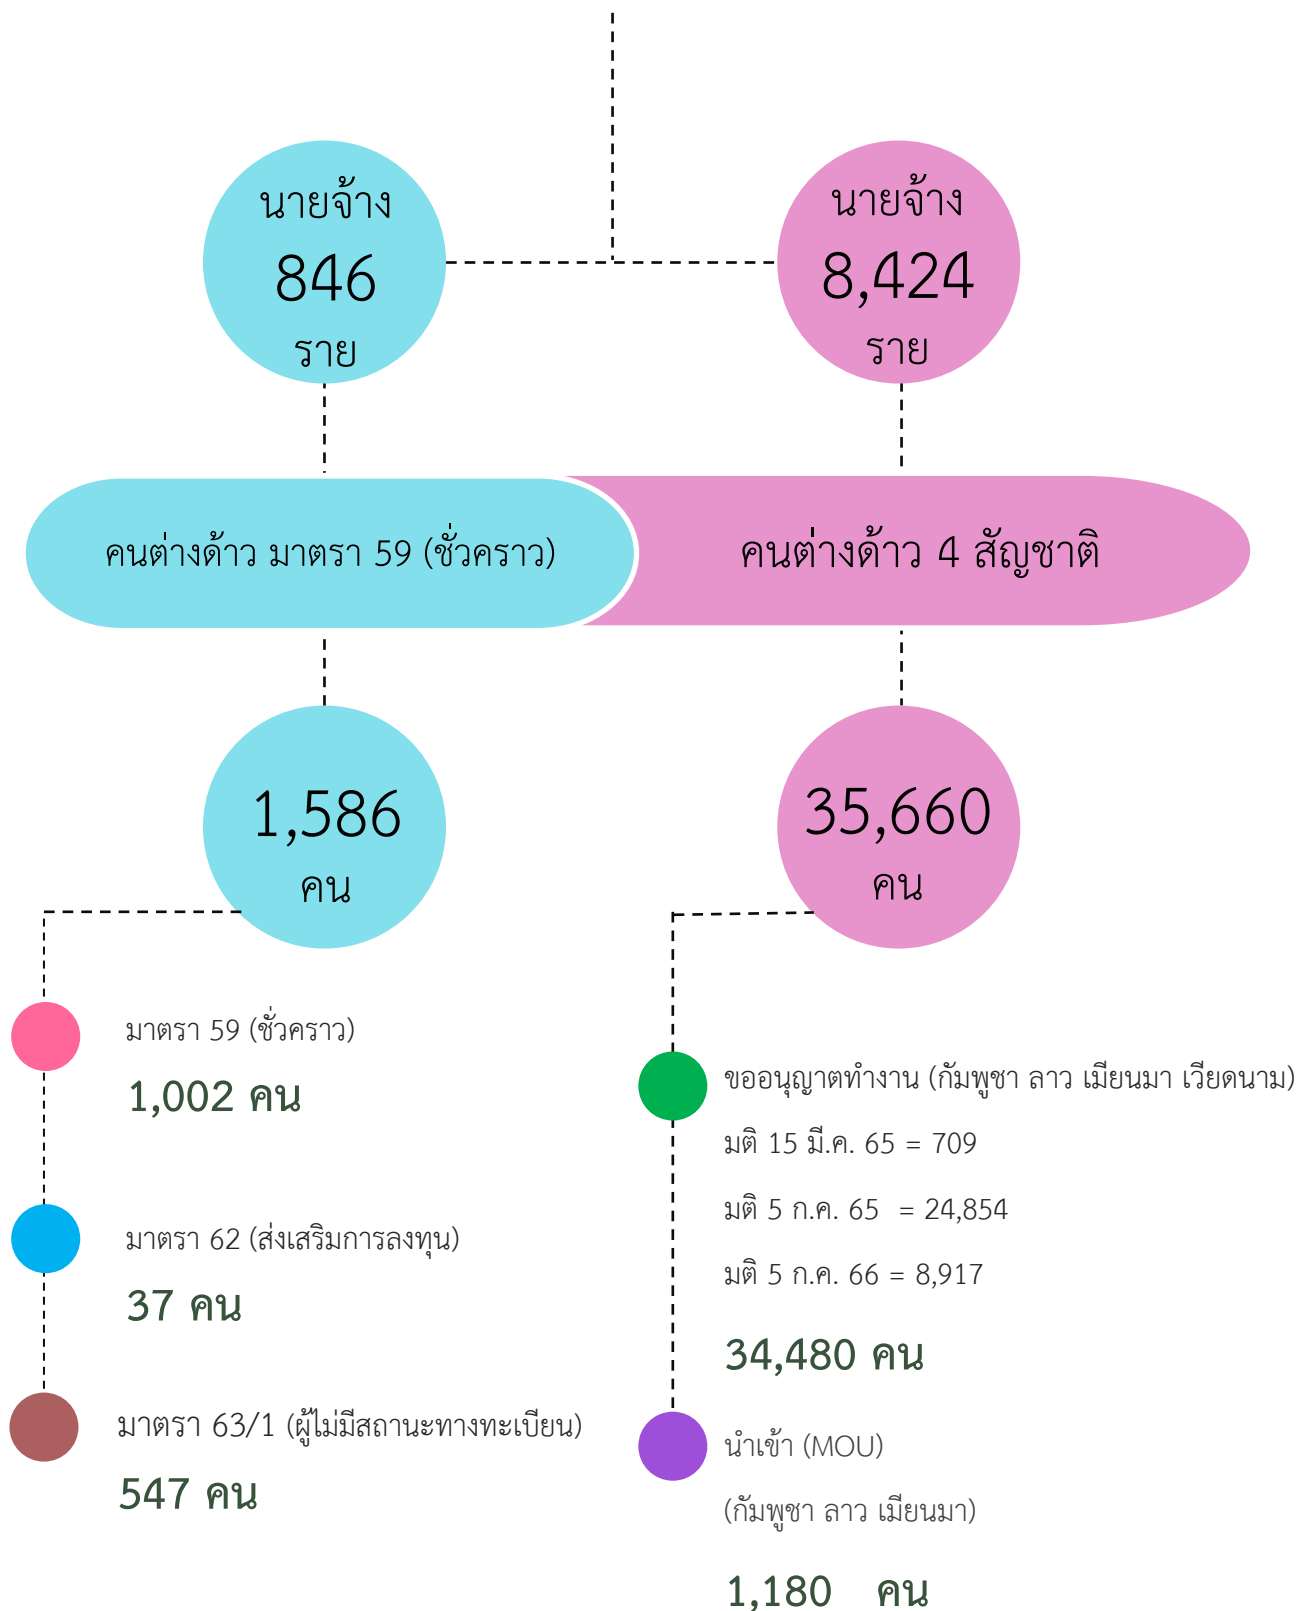 นายจ้าง
846
ราย
นายจ้าง
8,424
ราย
คนต่างด้าว มาตรา 59 (ชั่วคราว)
คนต่างด้าว 4 สัญชาติ
1,586
คน
35,660
คน
มาตรา 59 (ชั่วคราว)
1,002 คน
มาตรา 62 (ส่งเสริมการลงทุน)
37 คน
มาตรา 63/1 (ผู้ไม่มีสถานะทางทะเบียน)
547 คน
ขออนุญาตทำงาน (กัมพูชา ลาว เมียนมา เวียดนาม)
มติ 15 มี.ค. 65 = 709
มติ 5 ก.ค. 65 = 24,854
มติ 5 ก.ค. 66 = 8,917
34,480 คน
นำเข้า (MOU)
(กัมพูชา ลาว เมียนมา)
1,180 คน